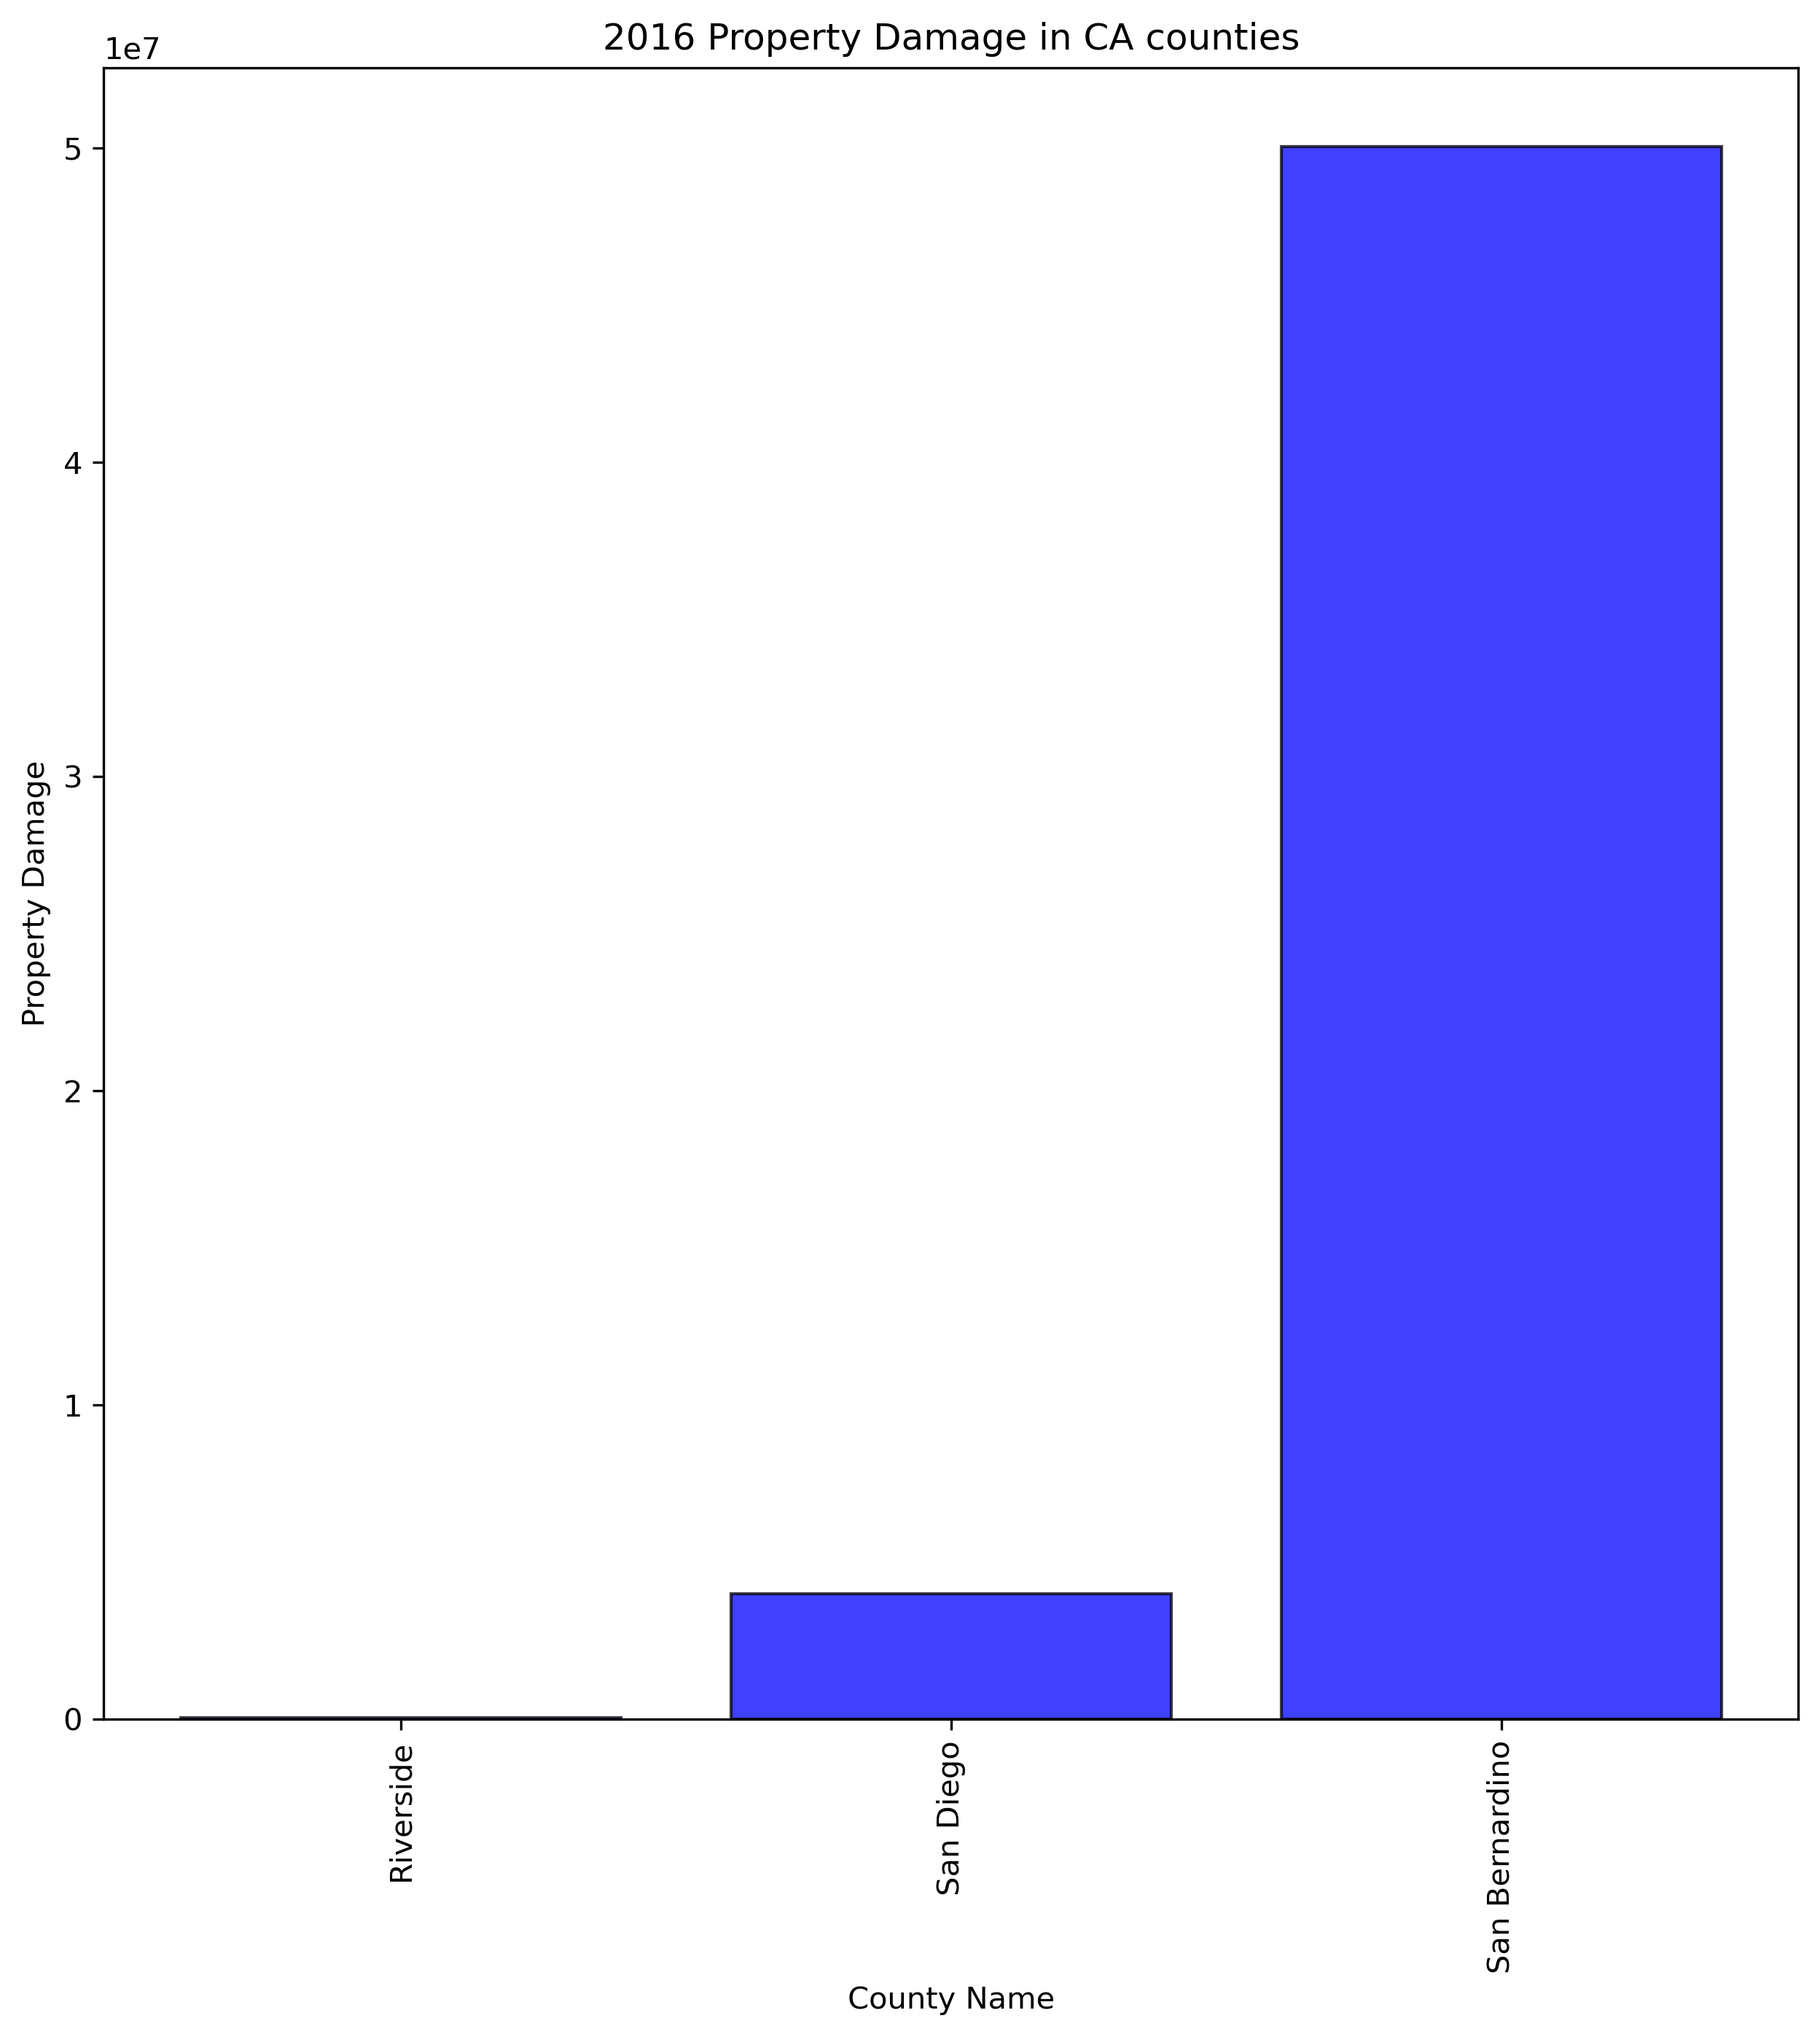 2016 Property Damage in CA counties
1e7
5
4
3
2
1
0
Property Damage
Riverside
San Diego
San Bernardino
County Name